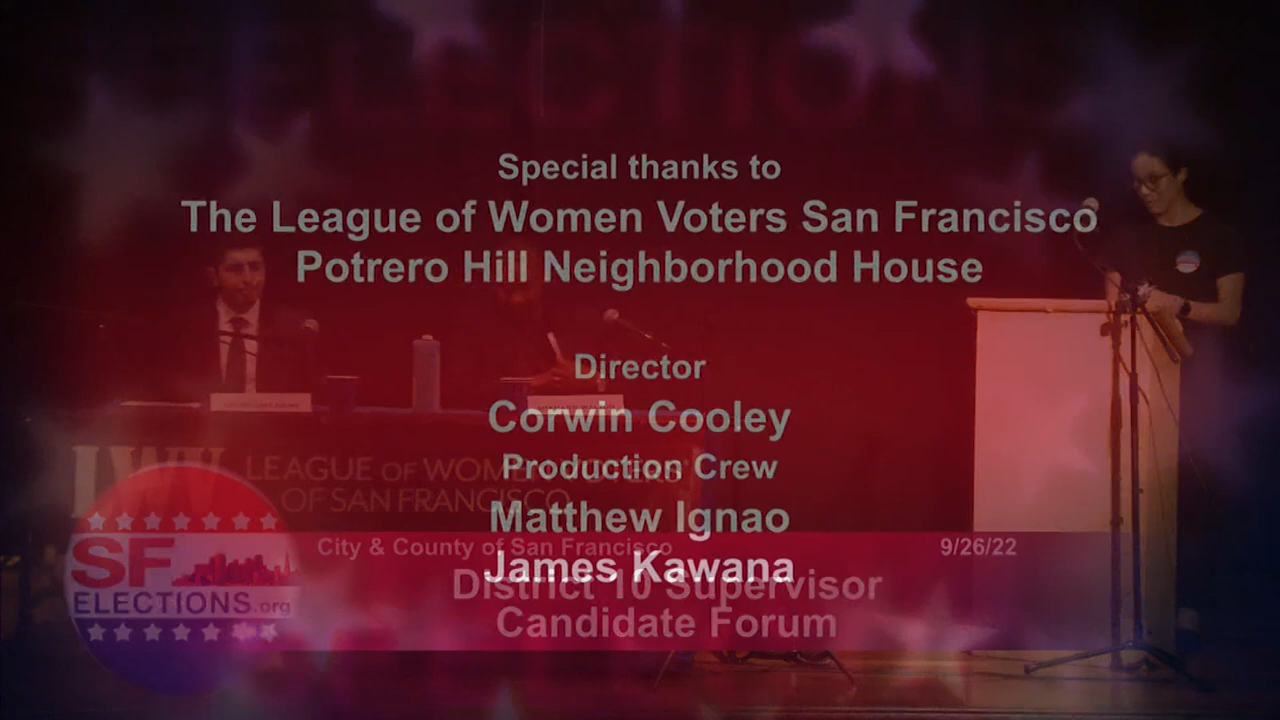 Special thanks to
The League of Women Voters San Francisco
Potrero Hill Neighborhood House
Director
Corwin Cooley
Production Crew
Matthew Ignao
James Kawana
LWV LEAGUE OF WOMEN VOTERS
OF SAN FRANCISCO
SF
ELECTIONS.org
City & County of San Francisco
9/26/22
District 10 Supervisor
Candidate Forum